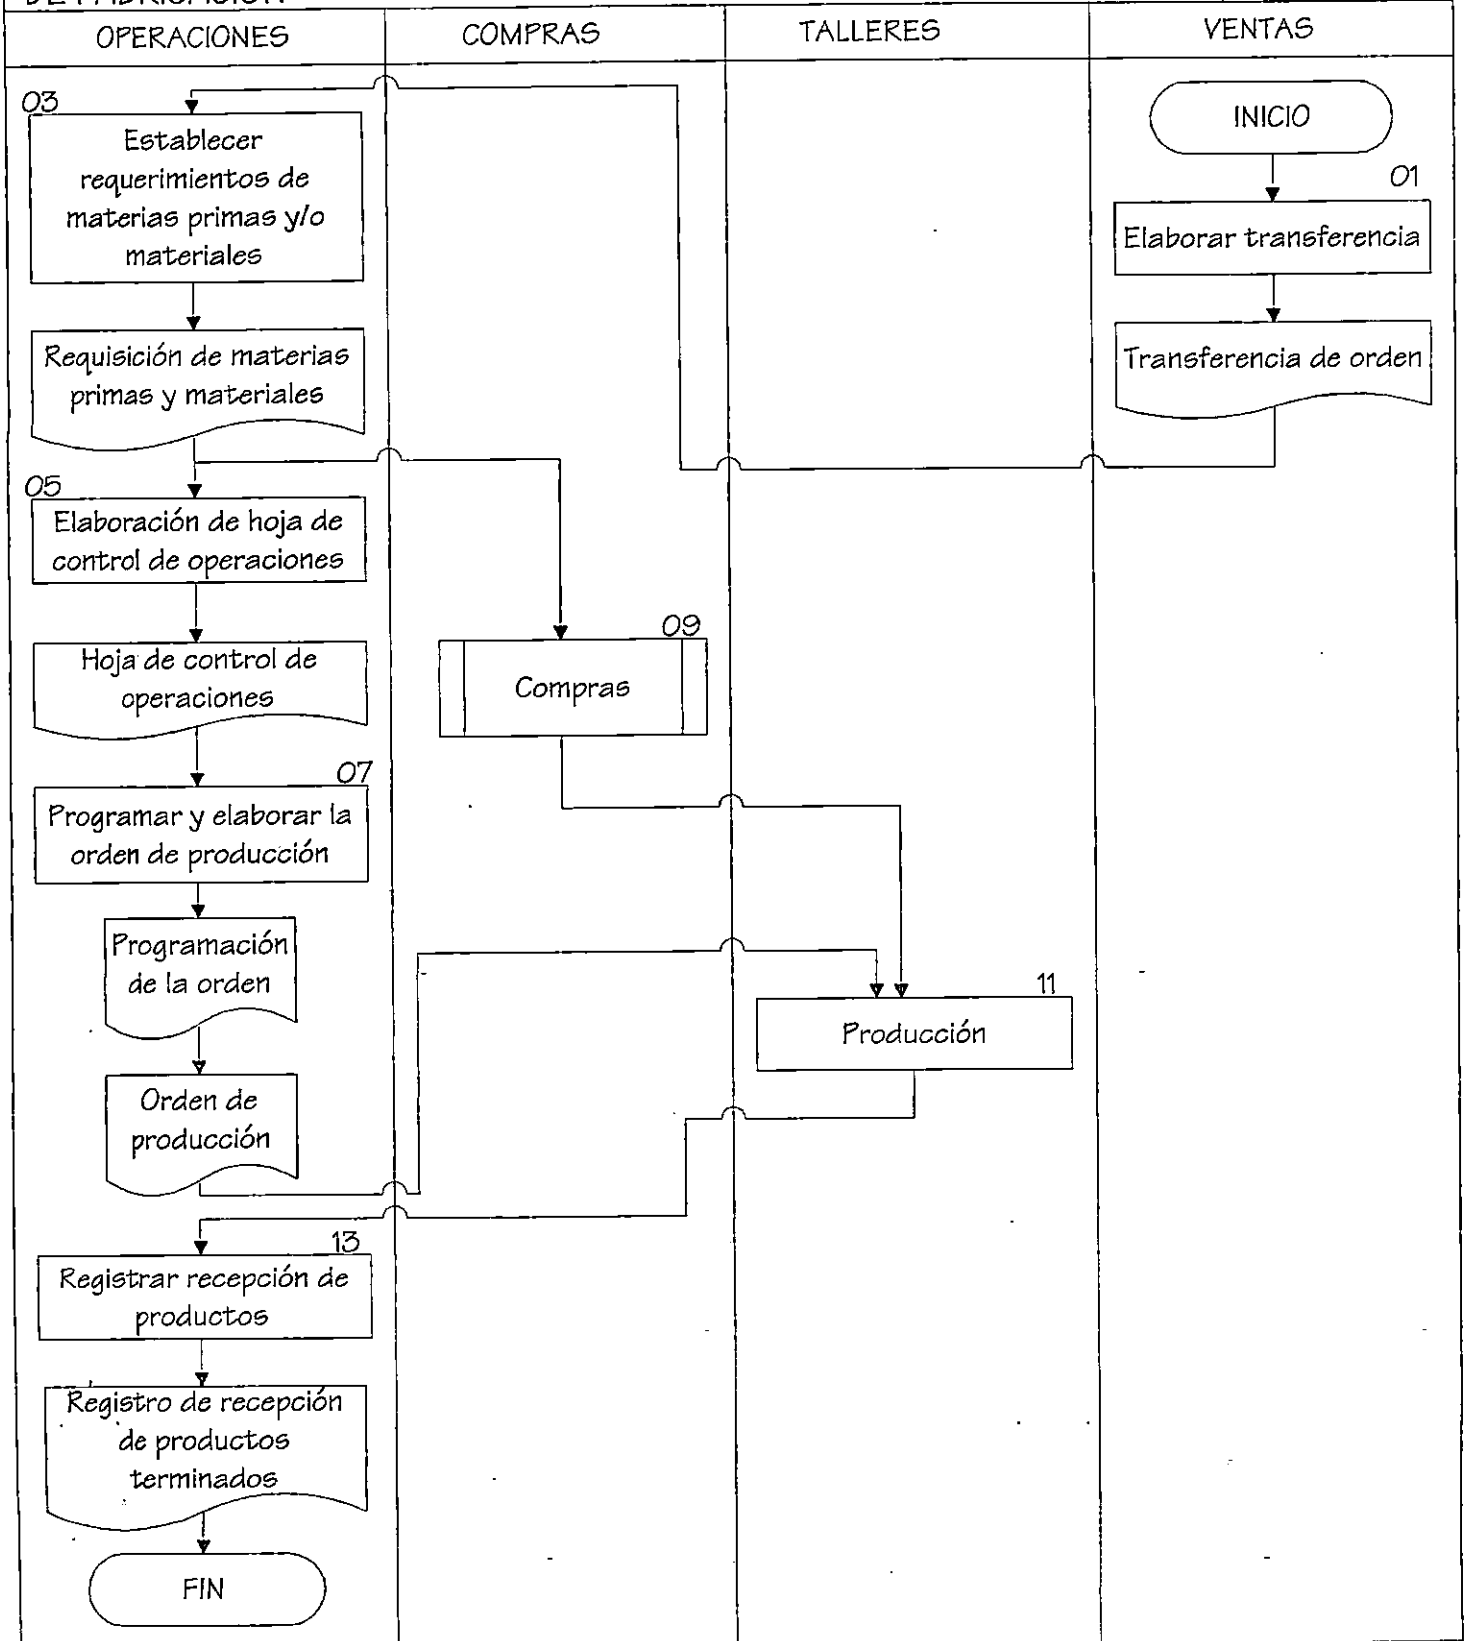 OPERACIONES
COMPRAS
TALLERES
VENTAS
03
Establecer
requerimientos de
materias primas y/o
materiales
Requisición de materias
primas y materiales
05
Elaboración de hoja de
control de operaciones
Hoja de control de
operaciones
07
Programar y elaborar la
orden de producción
Programación
de la orden
Orden de
producción
13
Registrar recepción de
productos
Registro de recepción
de productos
terminados
FIN
09
Compras
11
Producción
INICIO
01
Elaborar transferencia
Transferencia de orden